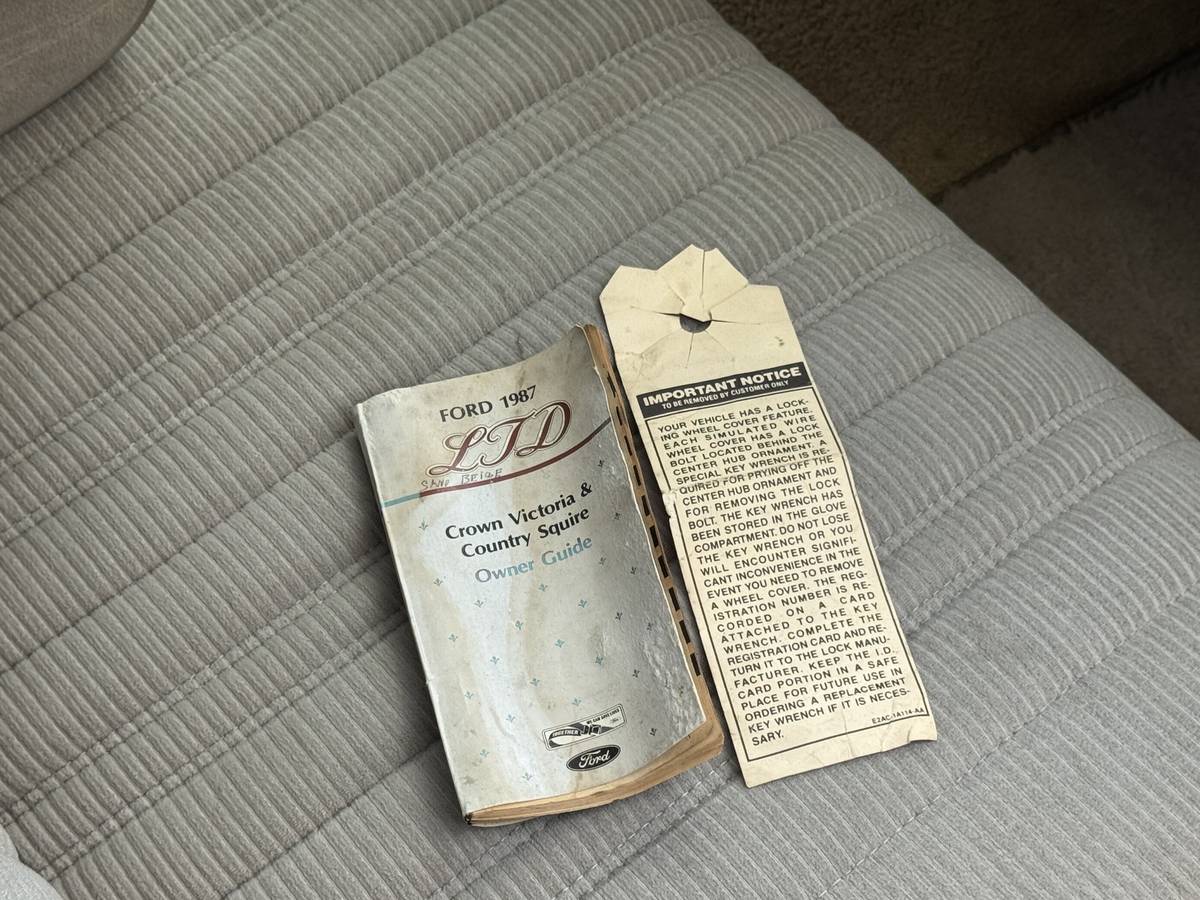 FORD 1987
LTD
SAND BEIGE
Crown Victoria &
Country Squire
Owner Guide
TOGETHER WE CAN SAVE LIVES
Ford
IMPORTANT NOTICE
TO BE REMOVED BY CUSTOMER ONLY
YOUR VEHICLE HAS A LOCK-
ING WHEEL COVER FEATURE.
EACH SIMULATED WIRE
WHEEL COVER HAS A LOCK
BOLT LOCATED BEHIND THE
CENTER HUB ORNAMENT. A
SPECIAL KEY WRENCH IS RE-
QUIRED FOR PRYING OFF THE
CENTER HUB ORNAMENT AND
FOR REMOVING THE LOCK
BOLT. THE KEY WRENCH HAS
BEEN STORED IN THE GLOVE
COMPARTMENT. DO NOT LOSE
THE KEY WRENCH OR YOU
WILL ENCOUNTER SIGNIFI-
CANT INCONVENIENCE IN THE
EVENT YOU NEED TO REMOVE
A WHEEL COVER. THE REG-
ISTRATION NUMBER IS RE-
CORDED ON A CARD
ATTACHED TO THE KEY
WRENCH. COMPLETE THE
REGISTRATION CARD AND RE-
TURN IT TO THE LOCK MANU-
FACTURER. KEEP THE I.D.
CARD PORTION IN A SAFE
PLACE FOR FUTURE USE IN
ORDERING A REPLACEMENT
KEY WRENCH IF IT IS NECES-
SARY.
E2AC-1A114-AA